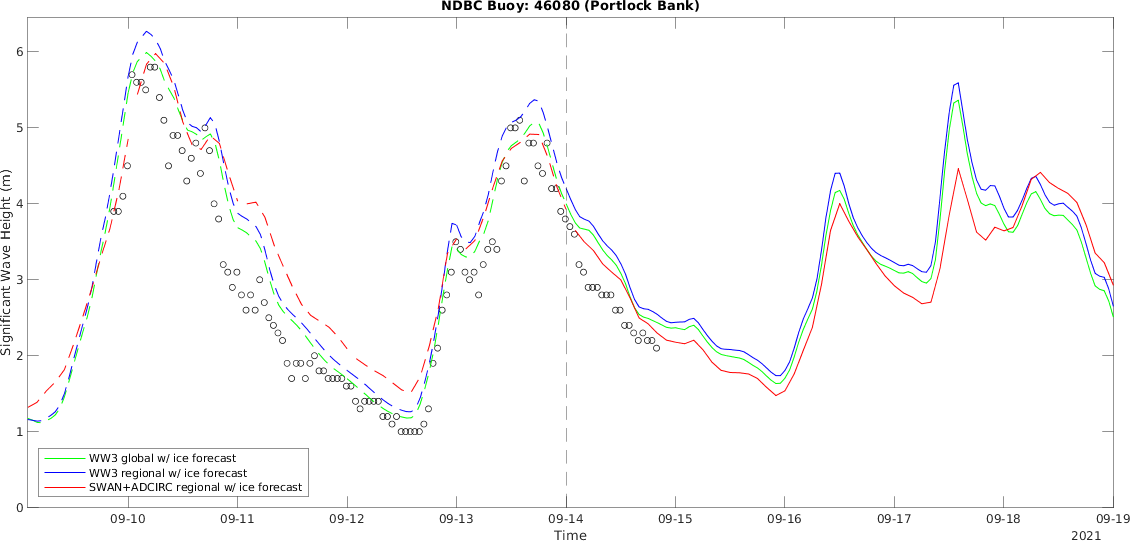 NDBC Buoy: 46080 (Portlock Bank)
Significant Wave Height (m)
6
5
4
3
2
1
0
WW3 global w/ ice forecast
WW3 regional w/ ice forecast
SWAN+ADCIRC regional w/ ice forecast
09-10 09-11 09-12 09-13 09-14 09-15 09-16 09-17 09-18 09-19
Time
2021